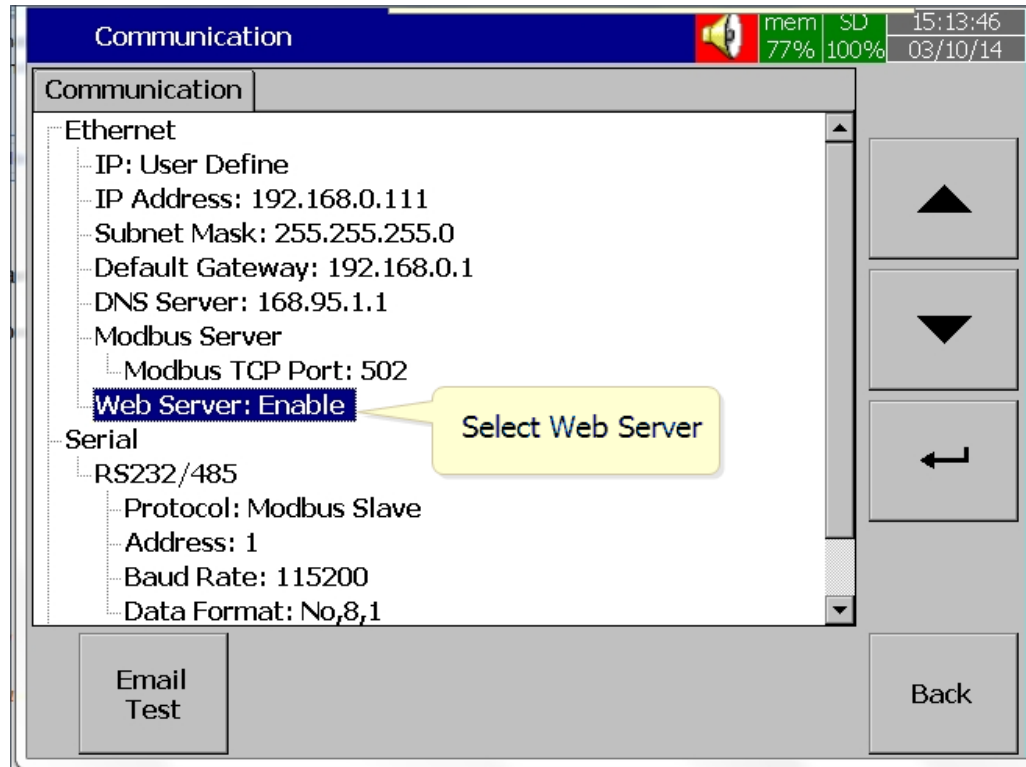 Communication
mem SD 15:13:46
77% 100% 03/10/14
Communication
Ethernet
IP: User Define
IP Address: 192.168.0.111
Subnet Mask: 255.255.255.0
Default Gateway: 192.168.0.1
DNS Server: 168.95.1.1
Modbus Server
Modbus TCP Port: 502
Web Server: Enable
Select Web Server
Serial
RS232/485
Protocol: Modbus Slave
Address: 1
Baud Rate: 115200
Data Format: No,8,1
Email
Test
Back